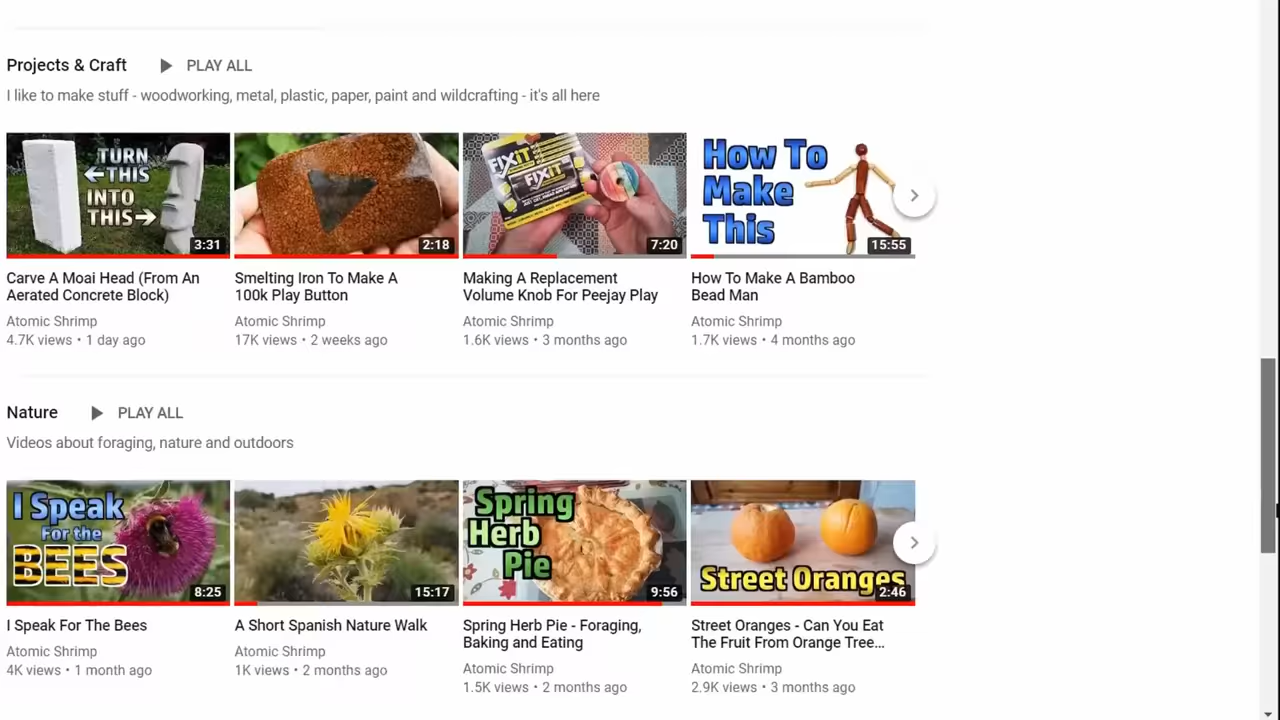 Projects & Craft PLAY ALL
I like to make stuff - woodworking, metal, plastic, paper, paint and wildcrafting - it's all here
TURN
THIS
INTO
THIS
3:31
2:18
FIXIT
FIXIT
7:20
How To
Make
This
15:55
Carve A Moai Head (From An
Aerated Concrete Block)
Atomic Shrimp
4.7K views • 1 day ago
Smelting Iron To Make A
100k Play Button
Atomic Shrimp
17K views • 2 weeks ago
Making A Replacement
Volume Knob For Peejay Play
Atomic Shrimp
1.6K views • 3 months ago
How To Make A Bamboo
Bead Man
Atomic Shrimp
1.7K views • 4 months ago
Nature PLAY ALL
Videos about foraging, nature and outdoors
I Speak
For the
BEES
8:25
15:17
Spring
Herb
Pie
9:56
Street Oranges
2:46
I Speak For The Bees
Atomic Shrimp
4K views • 1 month ago
A Short Spanish Nature Walk
Atomic Shrimp
1K views • 2 months ago
Spring Herb Pie - Foraging,
Baking and Eating
Atomic Shrimp
1.5K views • 2 months ago
Street Oranges - Can You Eat
The Fruit From Orange Tree...
Atomic Shrimp
2.9K views • 3 months ago